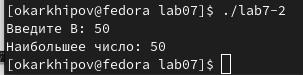 [okarkhipov@fedora lab07]$ ./lab7-2
Введите В: 50
Наибольшее число: 50
[okarkhipov@fedora lab07]$